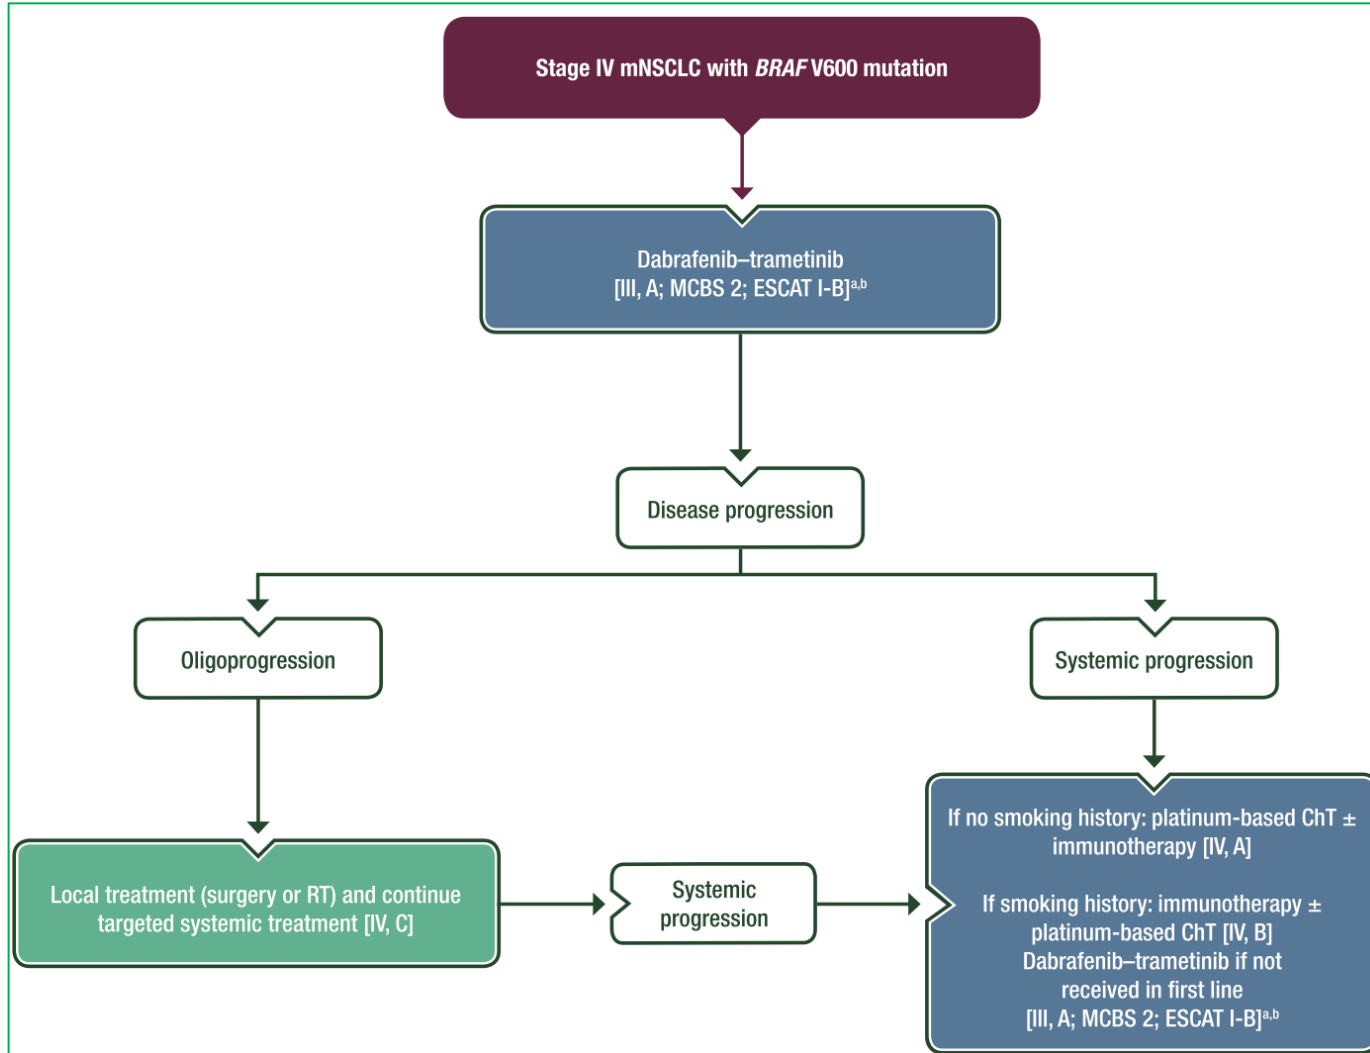 Stage IV mNSCLC with BRAF V600 mutation
Dabrafenib–trametinib
[III, A; MCBS 2; ESCAT I-B]a,b
Disease progression
Oligoprogression
Systemic progression
Local treatment (surgery or RT) and continue
targeted systemic treatment [IV, C]
Systemic
progression
If no smoking history: platinum-based ChT ±
immunotherapy [IV, A]
If smoking history: immunotherapy ±
platinum-based ChT [IV, B]
Dabrafenib–trametinib if not
received in first line
[III, A; MCBS 2; ESCAT I-B]a,b